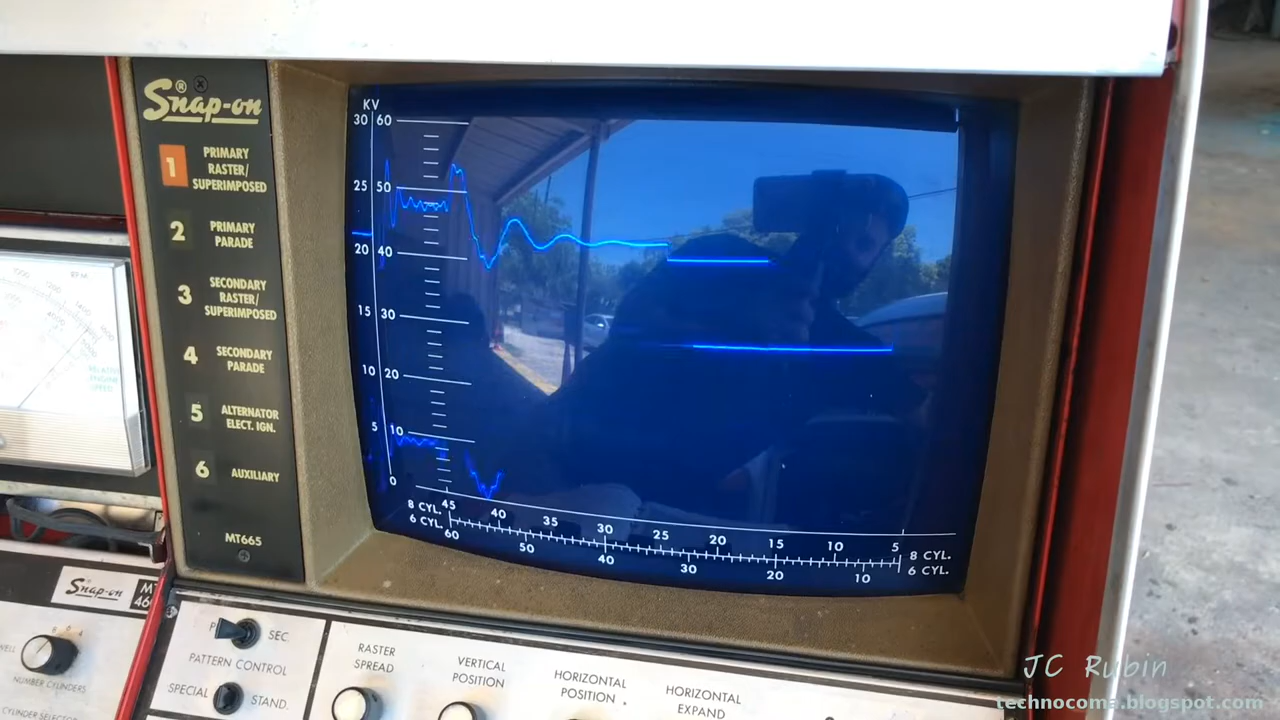 Snap-on®
1 PRIMARY
RASTER/
SUPERIMPOSED
2 PRIMARY
PARADE
3 SECONDARY
RASTER/
SUPERIMPOSED
4 SECONDARY
PARADE
5 ALTERNATOR
ELECT. IGN.
6 AUXILIARY
MT665
KV
30 60
25 50
20 40
15 30
10 20
5 10
0
8 CYL. 45 40 35 30 25 20 15 10 5 8 CYL.
6 CYL. 60 50 40 30 20 10 6 CYL.
RPM
Snap-on
NUMBER CYLINDERS
CYLINDER SELECTOR
SEC.
PATTERN CONTROL
SPECIAL STAND.
RASTER
SPREAD
VERTICAL
POSITION
HORIZONTAL
POSITION
HORIZONTAL
EXPAND
JC Rubin
technocoma.blogspot.com